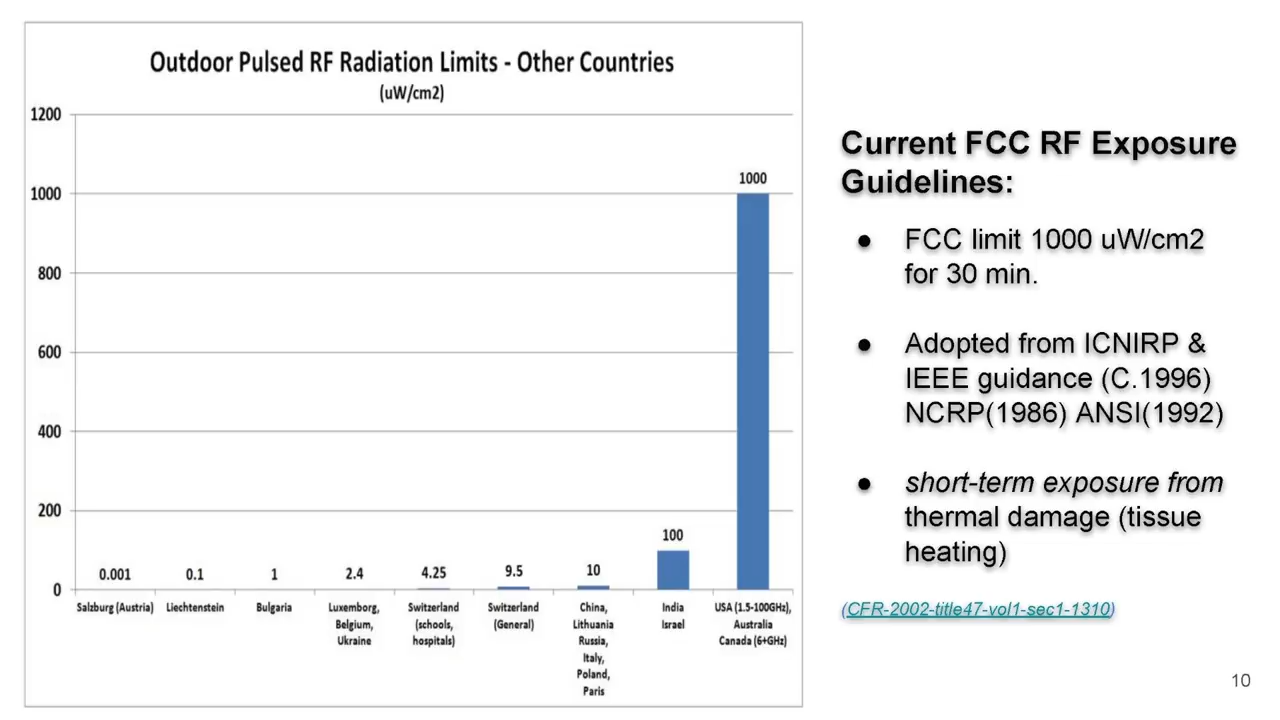 Outdoor Pulsed RF Radiation Limits - Other Countries
(uW/cm2)
1200
1000
800
600
400
200
0
0.001
0.1
1
2.4
4.25
9.5
10
100
1000
Salzburg (Austria)
Liechtenstein
Bulgaria
Luxemborg,
Belgium,
Ukraine
Switzerland
(schools,
hospitals)
Switzerland
(General)
China,
Lithuania
Russia,
Italy,
Poland,
Paris
India
Israel
USA (1.5-100GHz),
Australia
Canada (6+GHz)
Current FCC RF Exposure
Guidelines:
● FCC limit 1000 uW/cm2
for 30 min.
● Adopted from ICNIRP &
IEEE guidance (C.1996)
NCRP(1986) ANSI(1992)
● short-term exposure from
thermal damage (tissue
heating)
(CFR-2002-title47-vol1-sec1-1310)
10